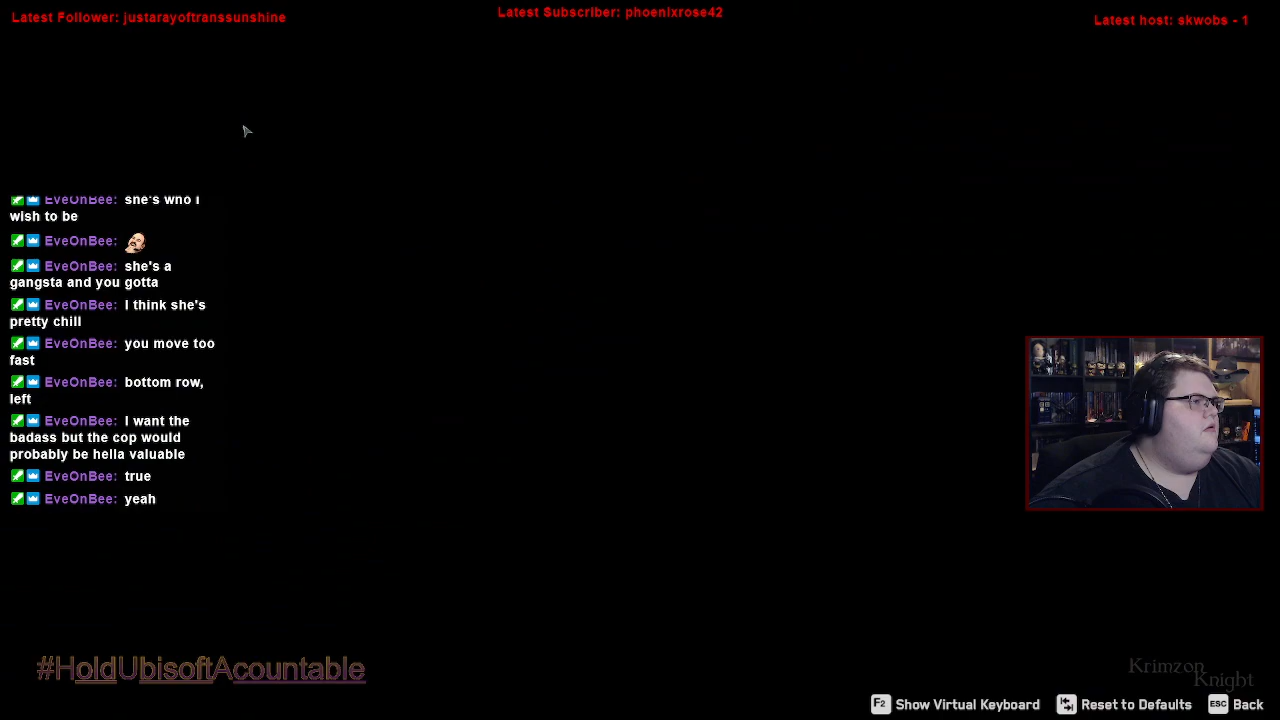 Latest Follower: justarayoftranssunshine
Latest Subscriber: phoenixrose42
Latest host: skwobs - 1
EveOnBee: she's who I
wish to be
EveOnBee:
EveOnBee: she's a
gangsta and you gotta
EveOnBee: I think she's
pretty chill
EveOnBee: you move too
fast
EveOnBee: bottom row,
left
EveOnBee: I want the
badass but the cop would
probably be hella valuable
EveOnBee: true
EveOnBee: yeah
#HoldUbisoftAcountable
Krimzon
Knight
F2 Show Virtual Keyboard
Reset to Defaults
ESC Back